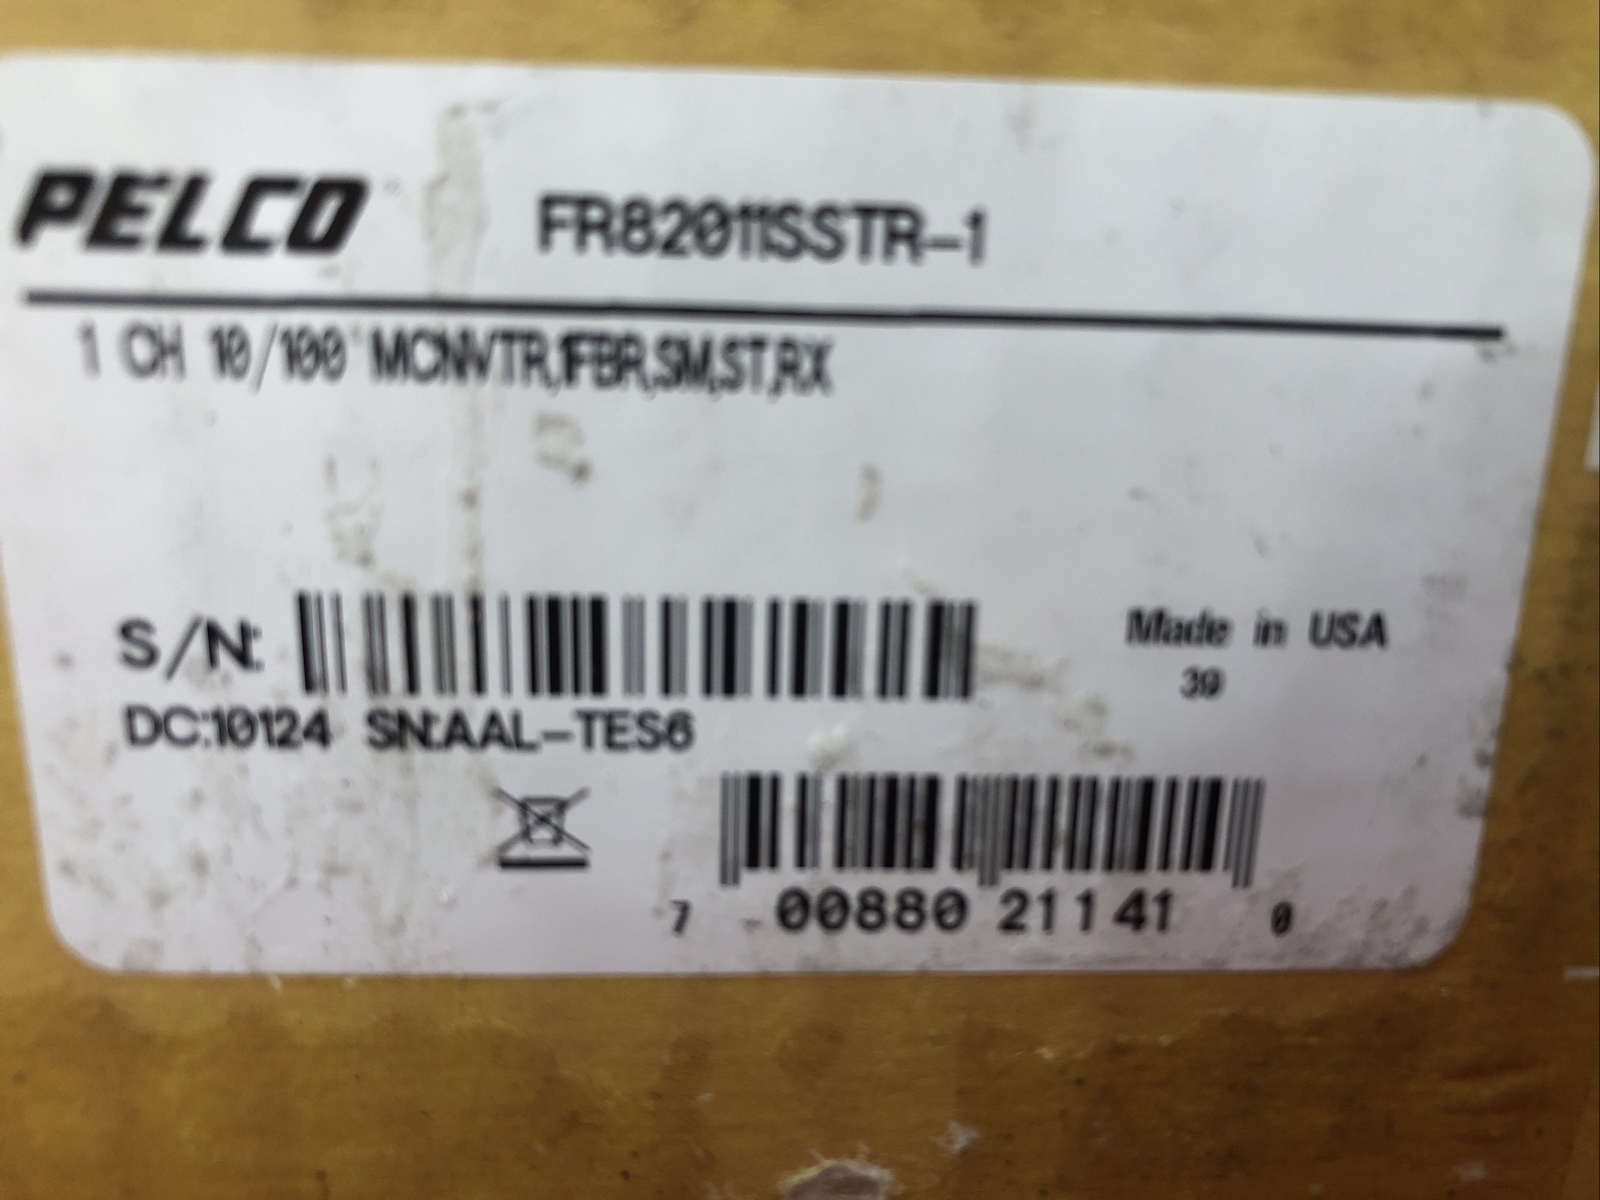 PELCO FR82011SSTR-1
1 CH 10/100 MCNVTR,1FBR,SM,ST,RX
S/N: Made in USA
39
DC:10124 SN:AAL-TES6
7 00880 21141 0